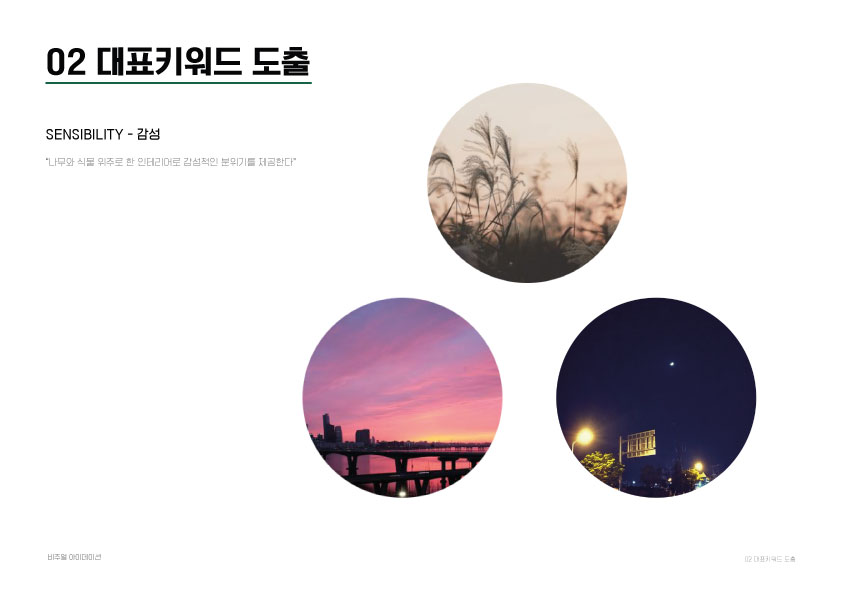 02 대표키워드 도출
SENSIBILITY - 감성
"나무와 식물 위주로 한 인테리어로 감성적인 분위기를 제공한다"
비주얼 아이데이션
02 대표키워드 도출